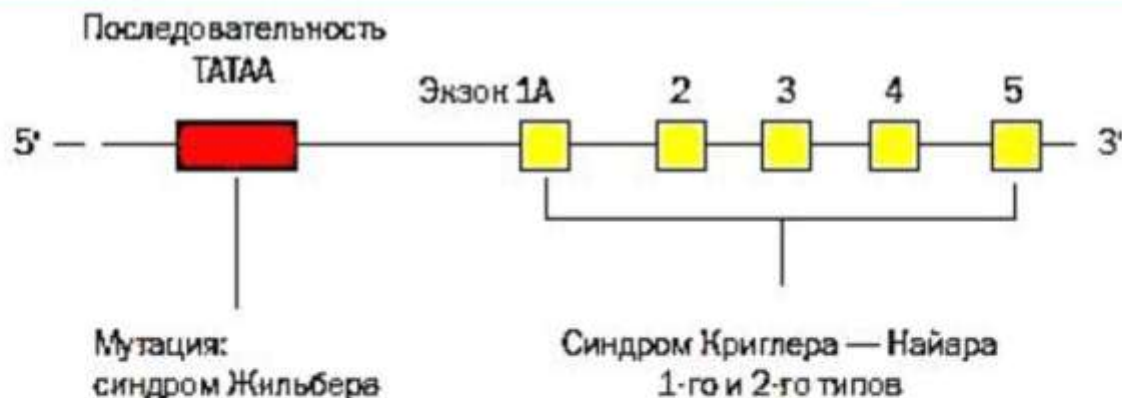 Последовательность
TATAA
Экзон 1А 2 3 4 5
5' 3'
Мутация:
синдром Жильбера
Синдром Криглера — Найара
1-го и 2-го типов